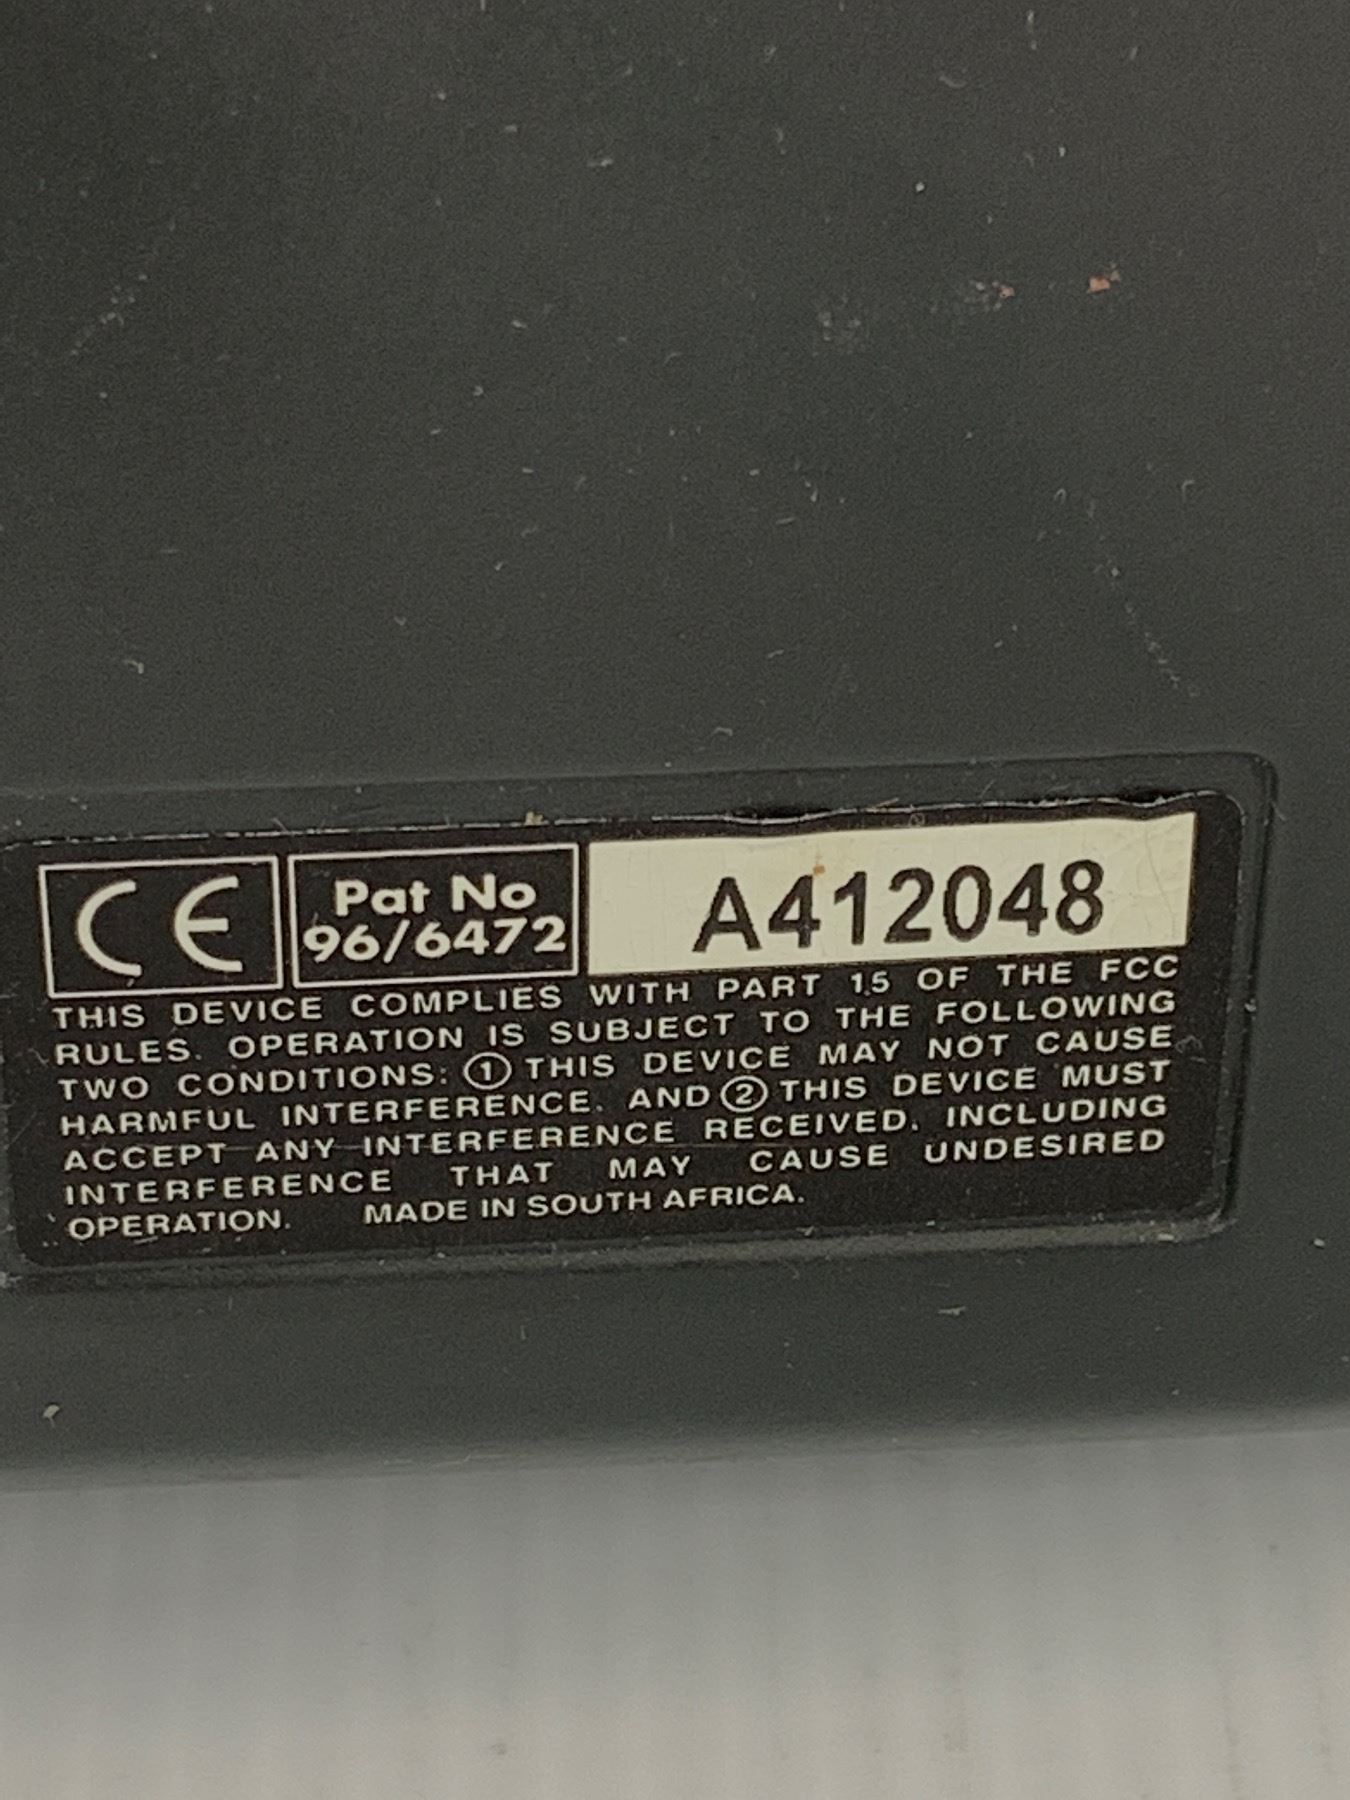 CE Pat No A412048
96/6472
THIS DEVICE COMPLIES WITH PART 15 OF THE FCC
RULES. OPERATION IS SUBJECT TO THE FOLLOWING
TWO CONDITIONS: ① THIS DEVICE MAY NOT CAUSE
HARMFUL INTERFERENCE. AND ② THIS DEVICE MUST
ACCEPT ANY INTERFERENCE RECEIVED. INCLUDING
INTERFERENCE THAT MAY CAUSE UNDESIRED
OPERATION. MADE IN SOUTH AFRICA.